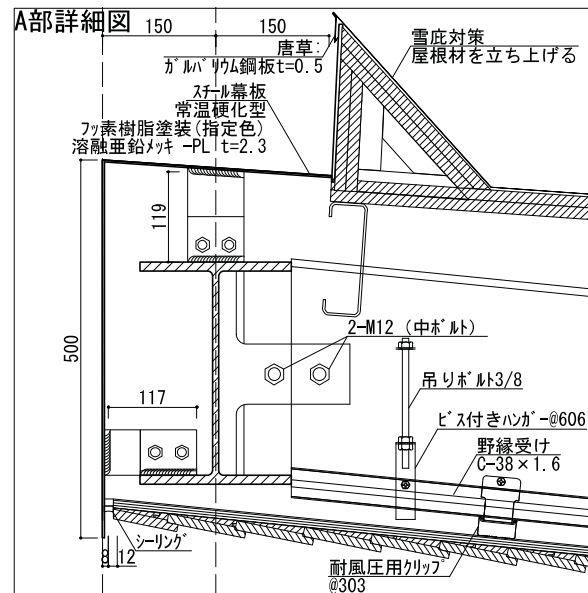 A部詳細図
150
150
唐草:
ｶﾞﾙﾊﾞﾘｳﾑ鋼板t=0.5
雪庇対策
屋根材を立ち上げる
ｽﾁｰﾙ幕板
常温硬化型
フッ素樹脂塗装(指定色)
溶融亜鉛メッキ -PL t=2.3
119
500
2-M12 (中ﾎﾞﾙﾄ)
117
吊りﾎﾞﾙﾄ3/8
ﾋﾞｽ付きﾊﾝｶﾞｰ@606
野縁受け
C-38×1.6
ｼｰﾘﾝｸﾞ
8
12
耐風圧用ｸﾘｯﾌﾟ
@303